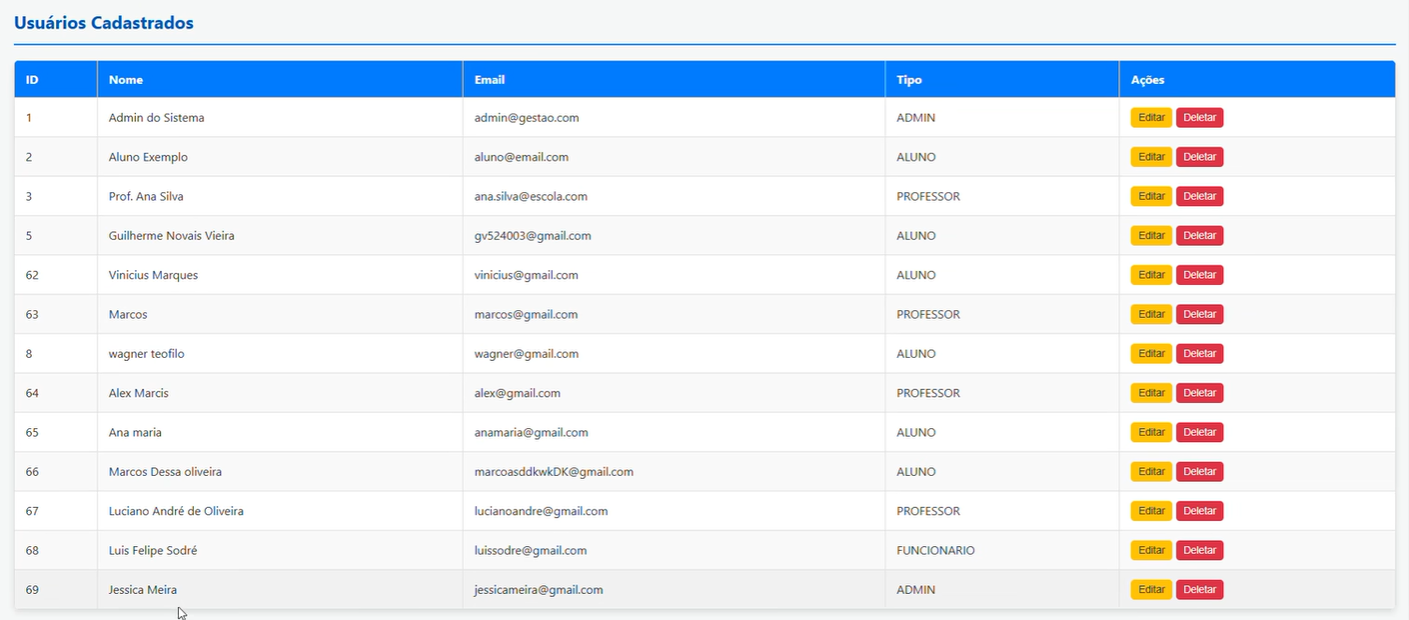 Usuários Cadastrados
ID Nome Email Tipo Ações
1 Admin do Sistema admin@gestao.com ADMIN Editar Deletar
2 Aluno Exemplo aluno@email.com ALUNO Editar Deletar
3 Prof. Ana Silva ana.silva@escola.com PROFESSOR Editar Deletar
5 Guilherme Novais Vieira gv524003@gmail.com ALUNO Editar Deletar
62 Vinicius Marques vinicius@gmail.com ALUNO Editar Deletar
63 Marcos marcos@gmail.com PROFESSOR Editar Deletar
8 wagner teofilo wagner@gmail.com ALUNO Editar Deletar
64 Alex Marcis alex@gmail.com PROFESSOR Editar Deletar
65 Ana maria anamaria@gmail.com ALUNO Editar Deletar
66 Marcos Dessa oliveira marcoasddkwkDK@gmail.com ALUNO Editar Deletar
67 Luciano André de Oliveira lucianoandre@gmail.com PROFESSOR Editar Deletar
68 Luis Felipe Sodré luissodre@gmail.com FUNCIONARIO Editar Deletar
69 Jessica Meira jessicameira@gmail.com ADMIN Editar Deletar